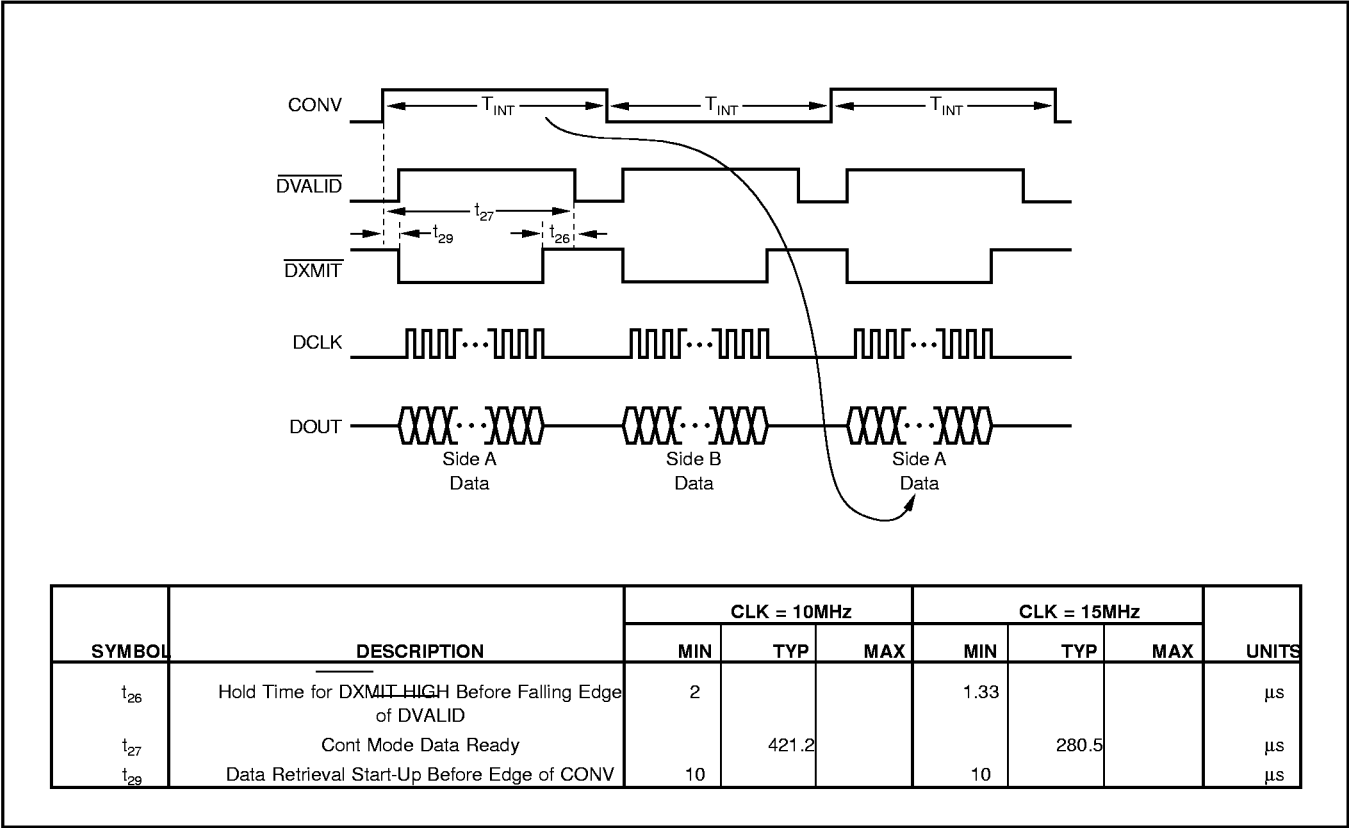 CONV
T_INT T_INT T_INT
DVALID
t27
t29 t26
DXMIT
DCLK
DOUT
Side A Side B Side A
Data Data Data
CLK = 10MHz CLK = 15MHz
SYMBOL DESCRIPTION MIN TYP MAX MIN TYP MAX UNITS
t26 Hold Time for DXMIT HIGH Before Falling Edge 2 1.33 µs
of DVALID
t27 Cont Mode Data Ready 421.2 280.5 µs
t29 Data Retrieval Start-Up Before Edge of CONV 10 10 µs